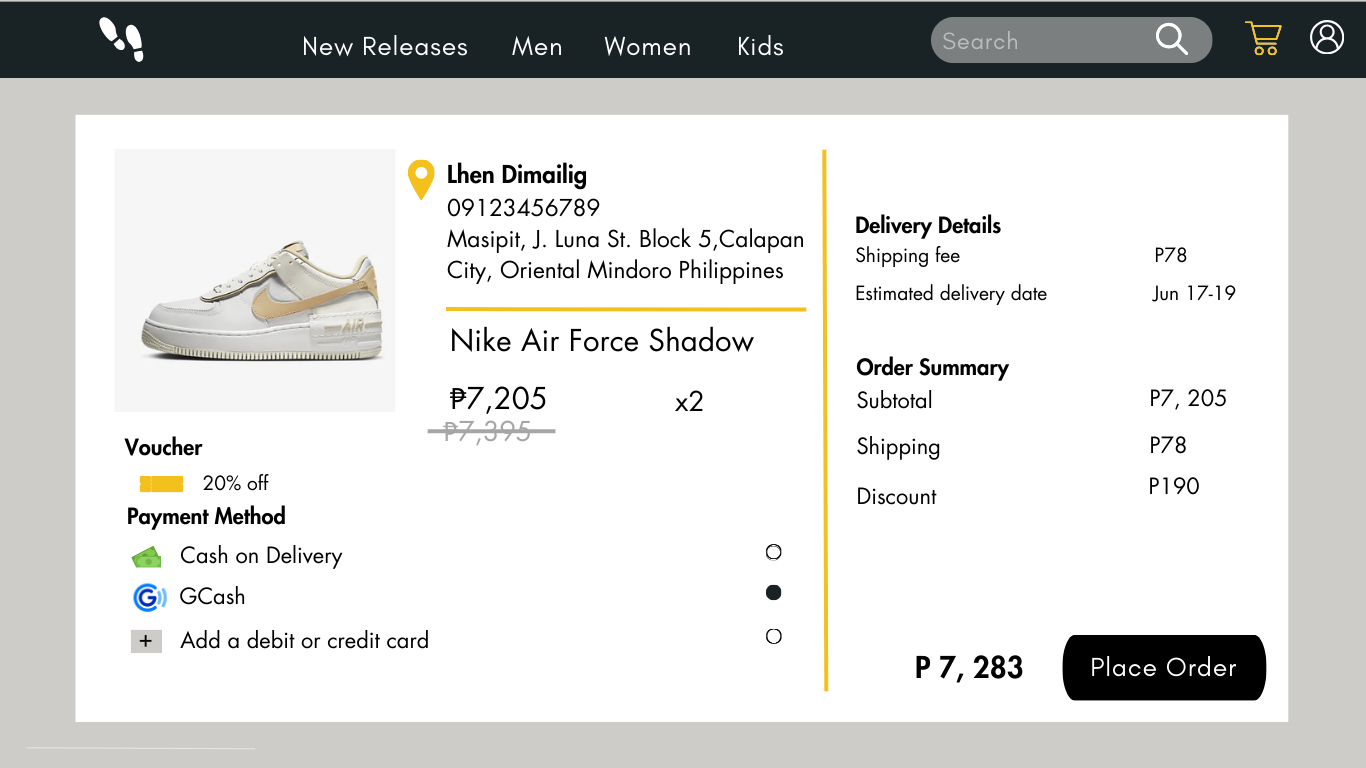 New Releases Men Women Kids Search
Lhen Dimailig
09123456789
Masipit, J. Luna St. Block 5,Calapan
City, Oriental Mindoro Philippines
Nike Air Force Shadow
₱7,205 x2
₱7,395
AIR
Voucher
20% off
Payment Method
Cash on Delivery
G GCash
+ Add a debit or credit card
Delivery Details
Shipping fee P78
Estimated delivery date Jun 17-19
Order Summary
Subtotal P7, 205
Shipping P78
Discount P190
P 7, 283 Place Order